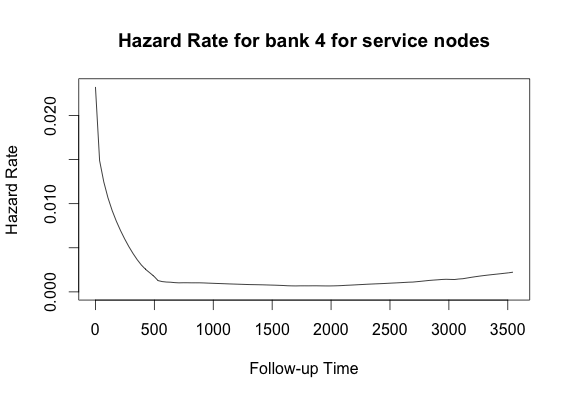 Hazard Rate for bank 4 for service nodes
0.020
0.010
0.000
Hazard Rate
0 500 1000 1500 2000 2500 3000 3500
Follow-up Time